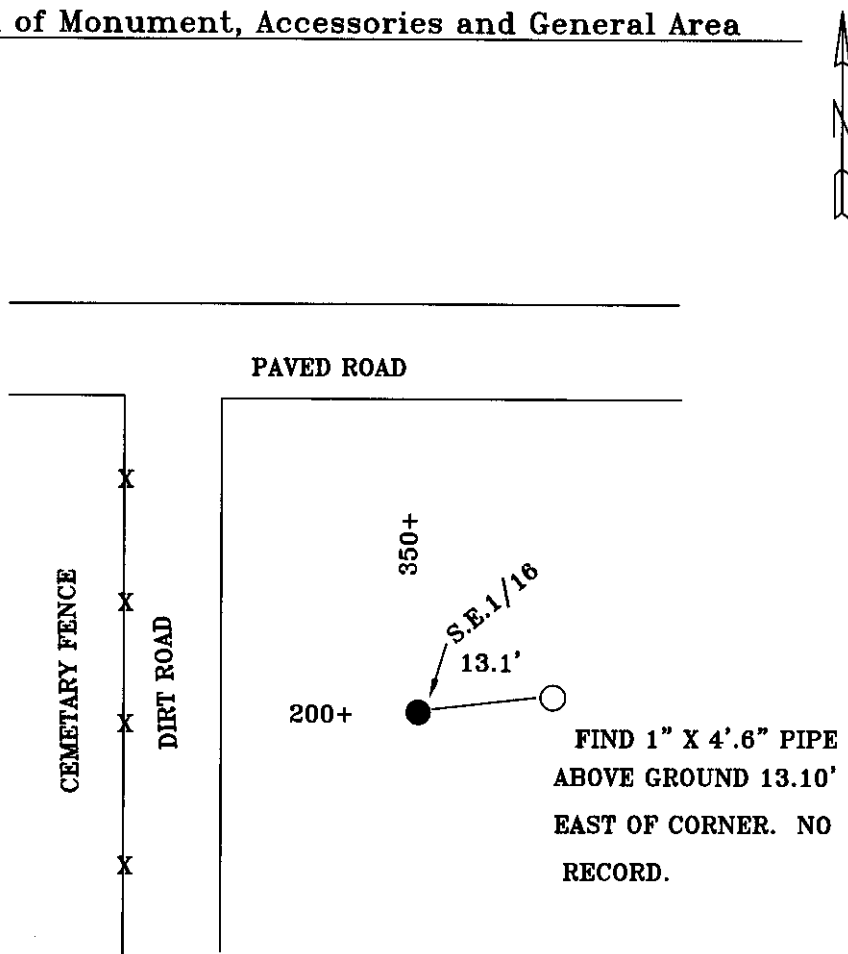 of Monument, Accessories and General Area
N
PAVED ROAD
350+
S.E.1/16
13.1'
200+
CEMETARY FENCE
DIRT ROAD
X
X
X
X
FIND 1" X 4'.6" PIPE
ABOVE GROUND 13.10'
EAST OF CORNER. NO
RECORD.